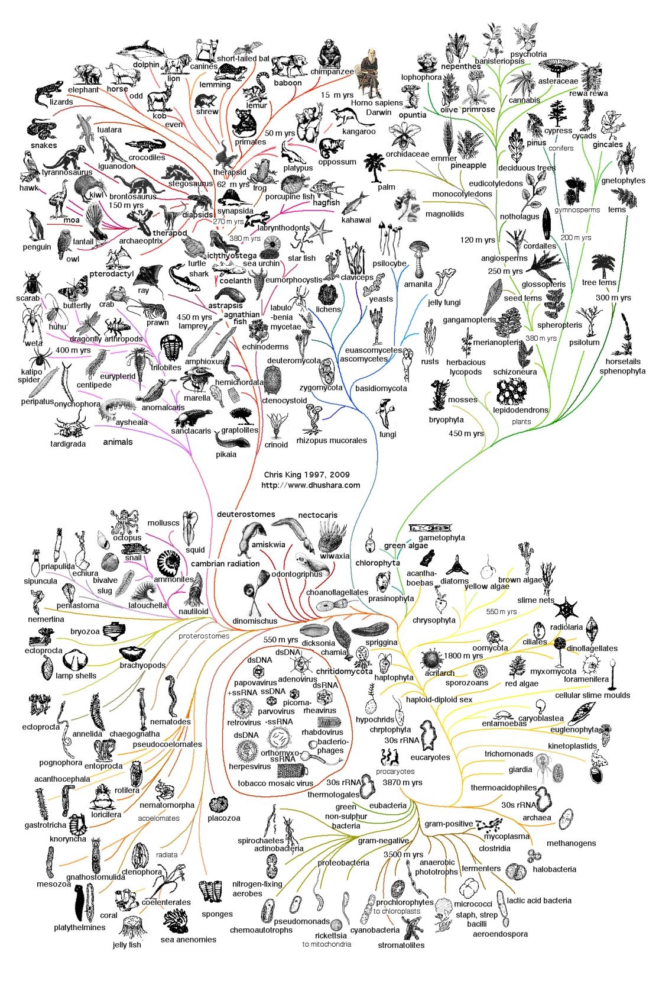 dolphin
canines
short-tailed bat
lion
lemming
baboon
chimpanzee
elephant
horse
odd
kob
even
shrew
lemur
15 m yrs
Homo sapiens
Darwin
lizards
snakes
tuatara
primates
50 m yrs
kangaroo
crocodiles
iguanodon
therapsid
platypus
oppossum
tyrannosaurus
hawk
kiwI
brontosaurus
150 m yrs
stegosaurus
62 m yrs
frog
porcupine fish
hagfish
moa
diapsids
synapsida
270 m yrs
labrynthodonts
kahawai
penguin
fantail
owl
archaeoptrix
therapod
380 m yrs
turtle
ichthyostega
sea urchin
star fish
pterodactyl
ray
shark
coelanth
eumorphocystis
claviceps
psilocybe
amanita
scarab
butterfly
crab
prawn
astrapsis
agnathian
fish
450 m yrs
lamprey
labulo
-benia
mycetae
lichens
yeasts
jelly fungi
huhu
weta
dragonfly
arthropods
400 m yrs
echinoderms
euascomycetes
ascomycetes
deuteromycota
rusts
katipo
spider
centipede
eurypterid
trilobites
amphioxus
hemichordata
zygomycota
basidiomycota
peripatus
onychophora
anomalcaris
marella
ctenocystoid
aysheaia
sanctacaris
graptolites
crinoid
rhizopus mucorales
fungi
tardigrada
animals
pikaia
psychotria
banisteriopsis
nepenthes
lophophora
asteraceae
rewa rewa
cannabis
olive
primrose
opuntia
cypress
cycads
pinus
conifers
gincales
orchidaceae
emmer
pineapple
deciduous trees
gnetophytes
palm
eudicotyledons
monocolyledons
magnoliids
nothofagus
gymnosperms
ferns
120 m yrs
cordaites
200 m yrs
angiosperms
250 m yrs
glossopteris
tree ferns
seed ferns
300 m yrs
gangamopteris
spheropteris
merianopteris
380 m yrs
psilotum
herbacious
lycopods
schizoneura
horsetails
sphenophyta
mosses
bryophyta
lepidodendrons
plants
450 m yrs
Chris King 1997, 2009
http://www.dhushara.com
deuterostomes
nectocaris
molluscs
octopus
squid
amiskwia
wiwaxia
gametophyta
green algae
chlorophyta
snail
cambrian radiation
priapulida
echiura
bivalve
ammonites
odontogriphus
sipuncula
slug
acantha-
boebas
diatoms
yellow algae
brown algae
pentastoma
latouchella
nautiloid
choanoflagellates
prasinophyta
slime nets
nemertina
dinomischus
chrysophyta
550 m yrs
radiolaria
bryozoa
proterostomes
550 m yrs
dicksonia
charnia
spriggina
ciliates
oomycota
dinoflagellates
ectoprocta
brachyopods
lamp shells
dsDNA
dsDNA
papovavirus
adenovirus
chritidomycota
haptophyta
1800 m yrs
acritarch
sporozoans
myxomycota
foramenifera
red algae
+ssRNA
ssDNA
dsRNA
parvovirus
picorna-
rheavirus
haploid-diploid sex
cellular slime moulds
ectoprocta
annelida
chaegognatha
nematodes
pseudocoelomates
retrovirus
-ssRNA
rhabdovirus
hypochrids
chrptophyta
entamoebas
caryoblastea
euglenophyta
pognophora
entoprocta
dsDNA
orthomyxo-
ssRNA
bacterio-
phages
30s rRNA
eucaryotes
kinetoplastids
trichomonads
giardia
herpesvirus
tobacco mosaic virus
procaryotes
3870 m yrs
acanthocephala
rotifera
loricifera
nematomorpha
acoelomates
placozoa
30s rRNA
thermotogales
thermoacidophiles
30s rRNA
archaea
gastrotricha
knoryncha
green
non-sulphur
bacteria
eubacteria
gram-positive
mycoplasma
methanogens
spirochaetes
actinobacteria
gram-negative
clostridia
radiata
3500 m yrs
mesozoa
gnathostomulida
ctenophora
proteobacteria
anaerobic
phototrophs
fermenters
halobacteria
nitrogen-fixing
aerobes
coral
coelenterates
sponges
prochlorophytes
to chloroplasts
micrococci
lactic acid bacteria
platythelmines
jelly fish
sea anenomies
chemoautotrophs
pseudomonads
rickettsia
to mitochondria
cyanobacteria
stromatolites
staph, strep
bacilli
aeroendospora